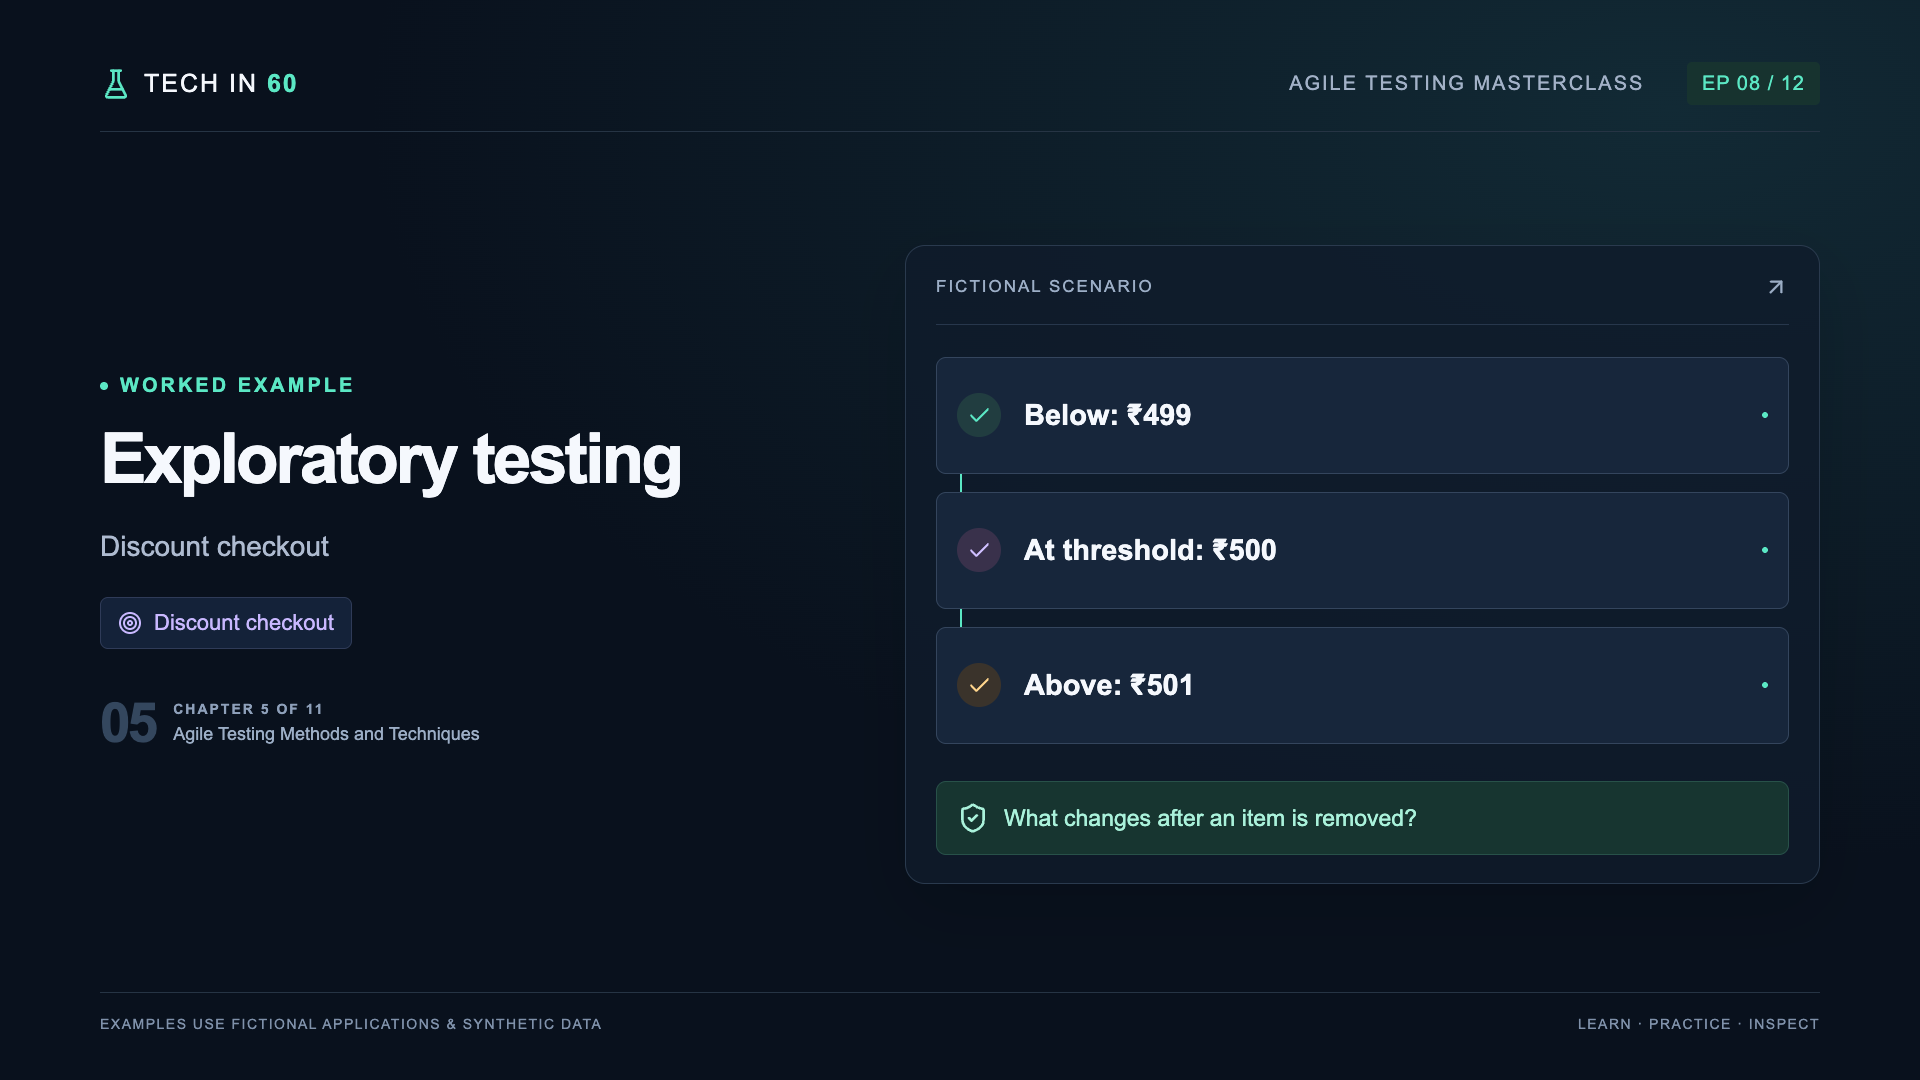 TECH IN 60
AGILE TESTING MASTERCLASS
EP 08 / 12
WORKED EXAMPLE
Exploratory testing
Discount checkout
Discount checkout
05
CHAPTER 5 OF 11
Agile Testing Methods and Techniques
FICTIONAL SCENARIO
Below: ₹499
At threshold: ₹500
Above: ₹501
What changes after an item is removed?
EXAMPLES USE FICTIONAL APPLICATIONS & SYNTHETIC DATA
LEARN · PRACTICE · INSPECT